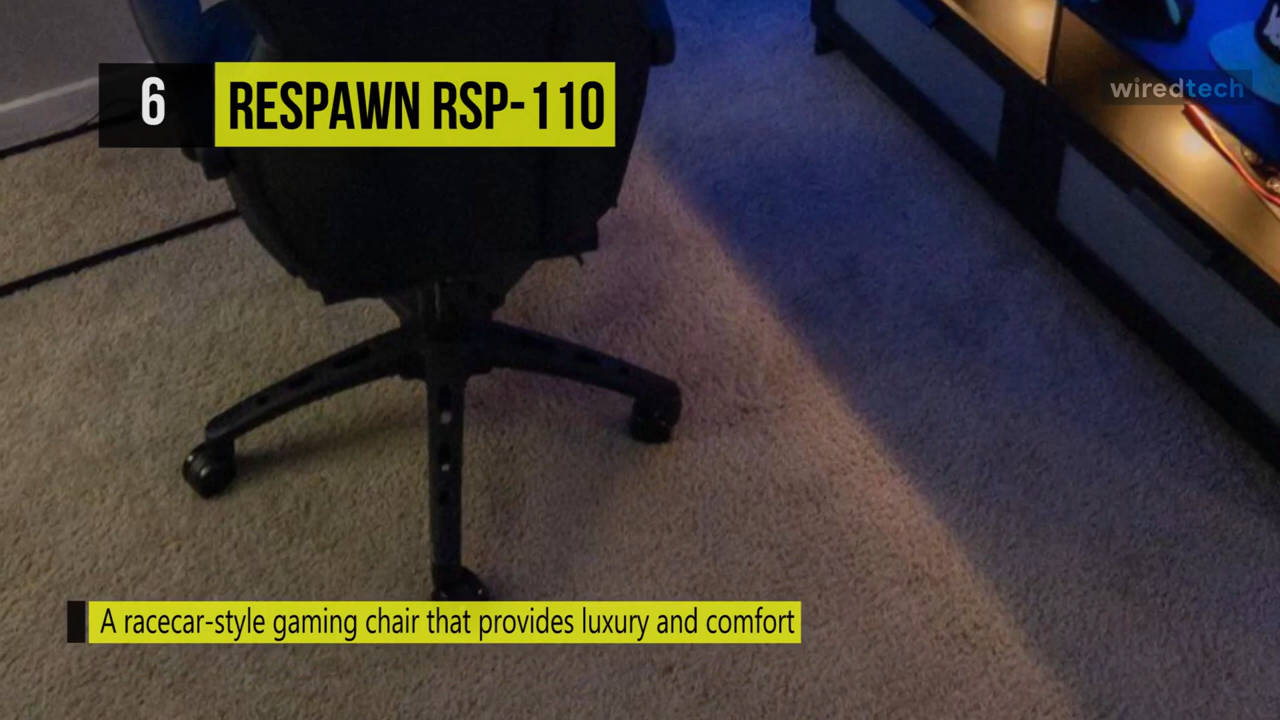 6 RESPAWN RSP-110
wiredtech
A racecar-style gaming chair that provides luxury and comfort